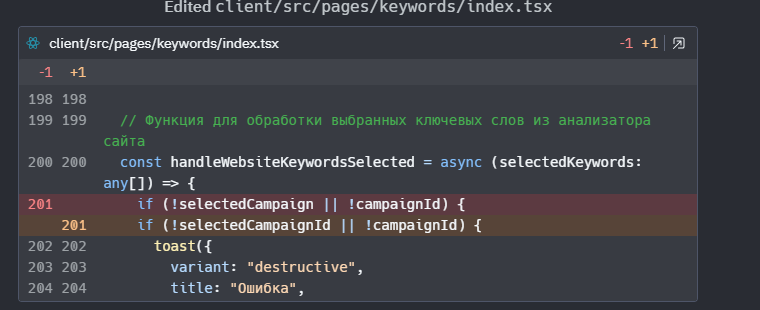 Edited client/src/pages/keywords/index.tsx
client/src/pages/keywords/index.tsx -1 +1
-1 +1
198 198
199 199 // Функция для обработки выбранных ключевых слов из анализатора
сайта
200 200 const handleWebsiteKeywordsSelected = async (selectedKeywords:
any[]) => {
201 if (!selectedCampaign || !campaignId) {
201 if (!selectedCampaignId || !campaignId) {
202 202 toast({
203 203 variant: "destructive",
204 204 title: "Ошибка",